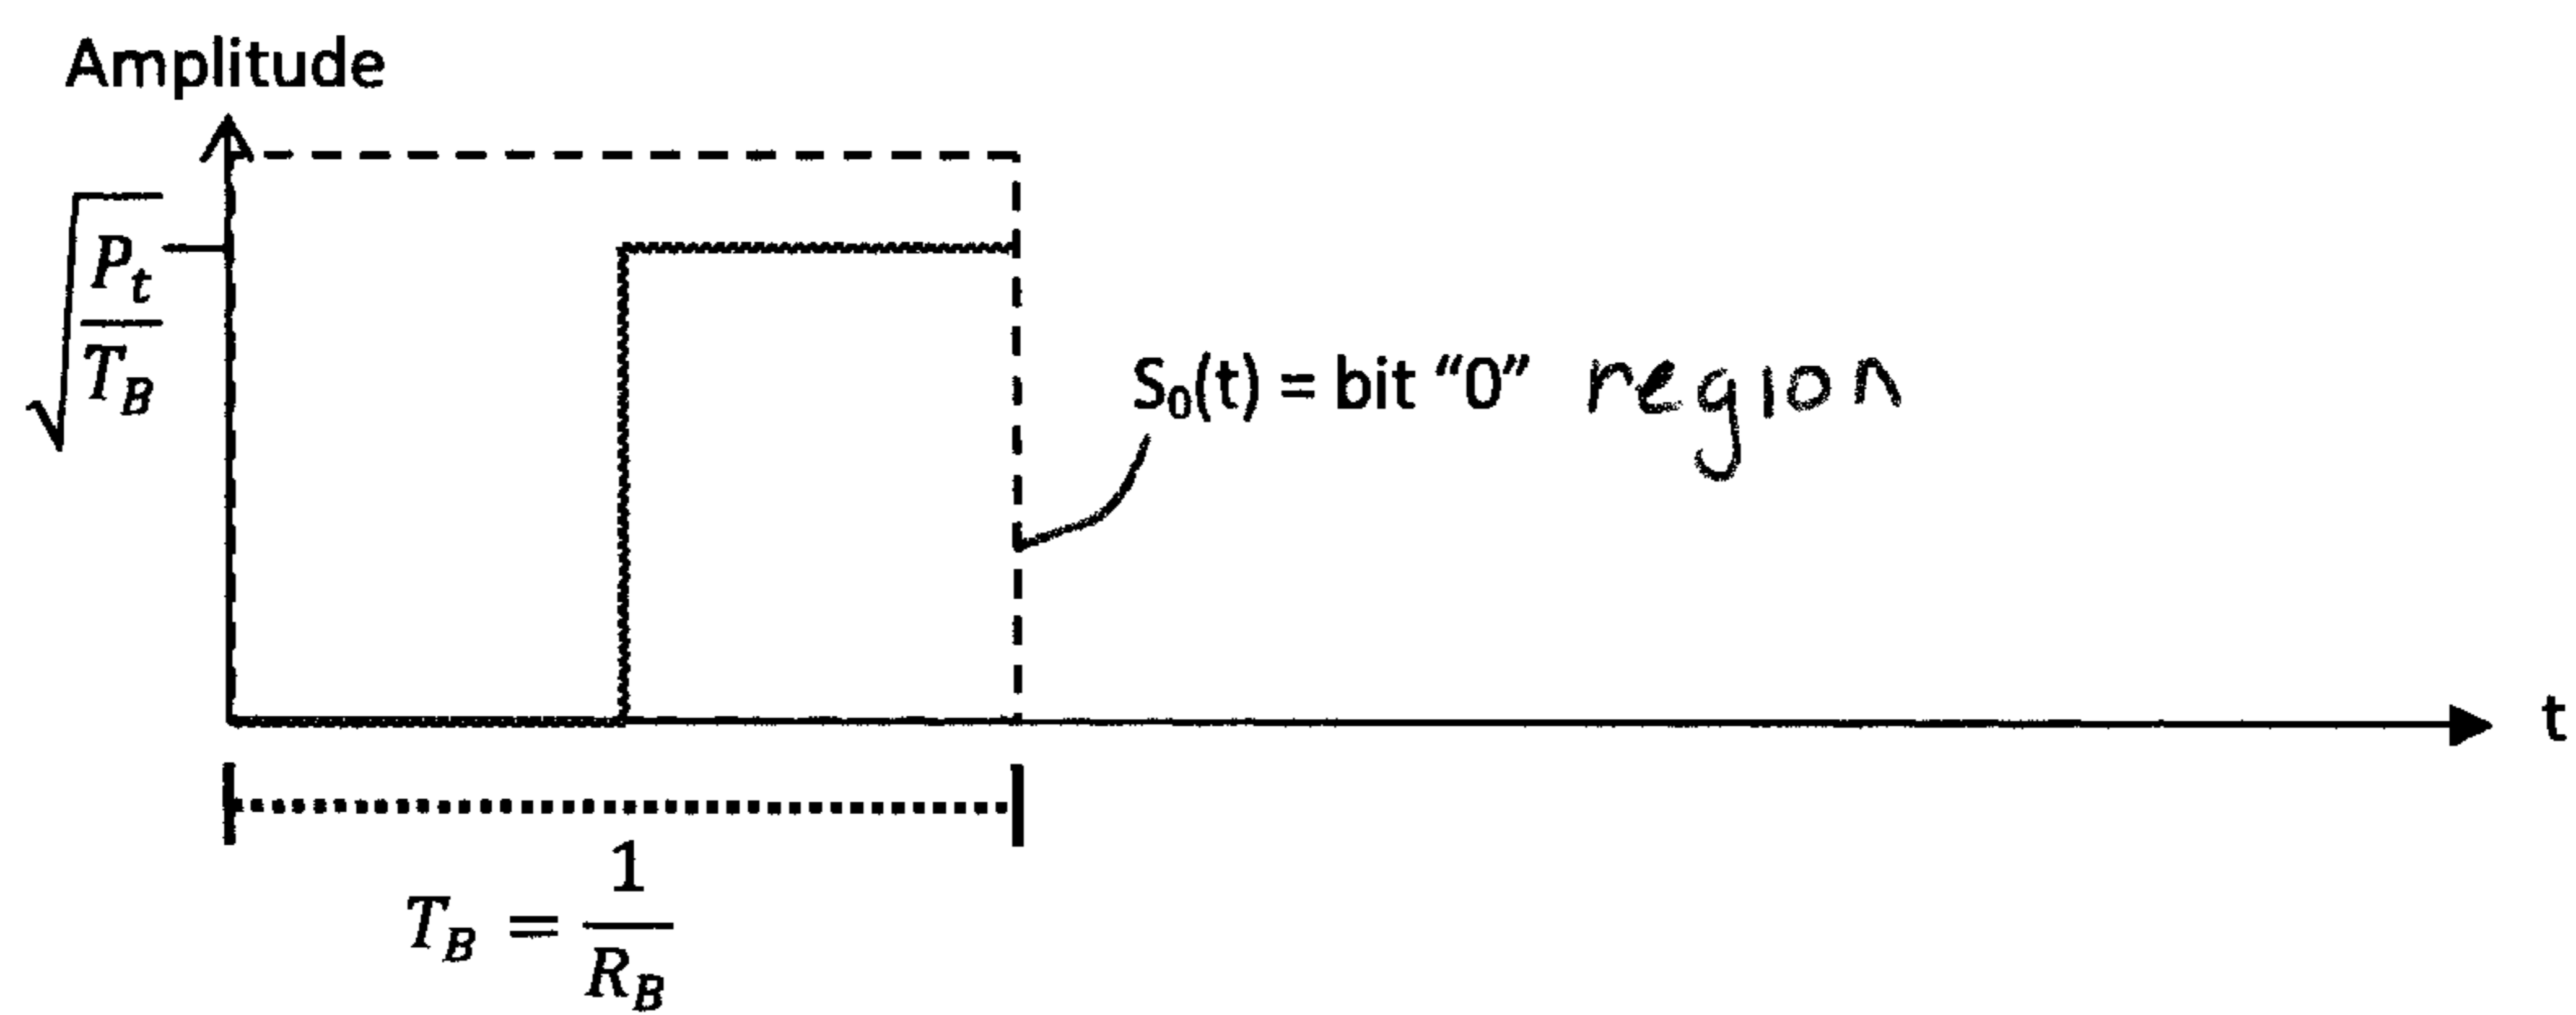 Amplitude
√(P_t/T_B)
S₀(t) = bit “0” region
t
T_B = 1/R_B